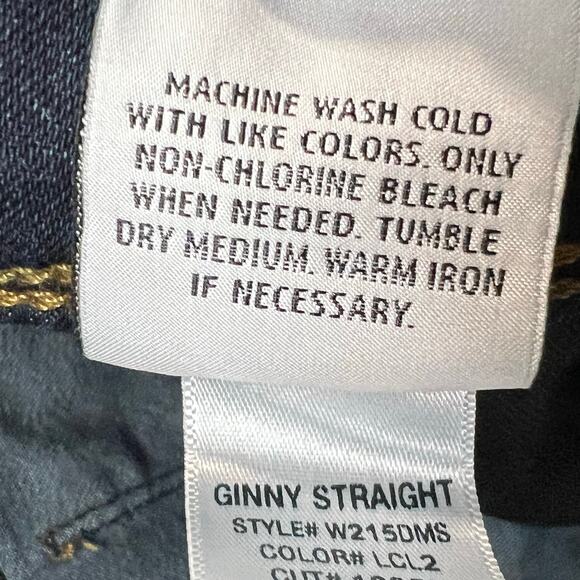 MACHINE WASH COLD
WITH LIKE COLORS. ONLY
NON-CHLORINE BLEACH
WHEN NEEDED. TUMBLE
DRY MEDIUM. WARM IRON
IF NECESSARY.
GINNY STRAIGHT
STYLE# W215DMS
COLOR# LCL2
CUT#